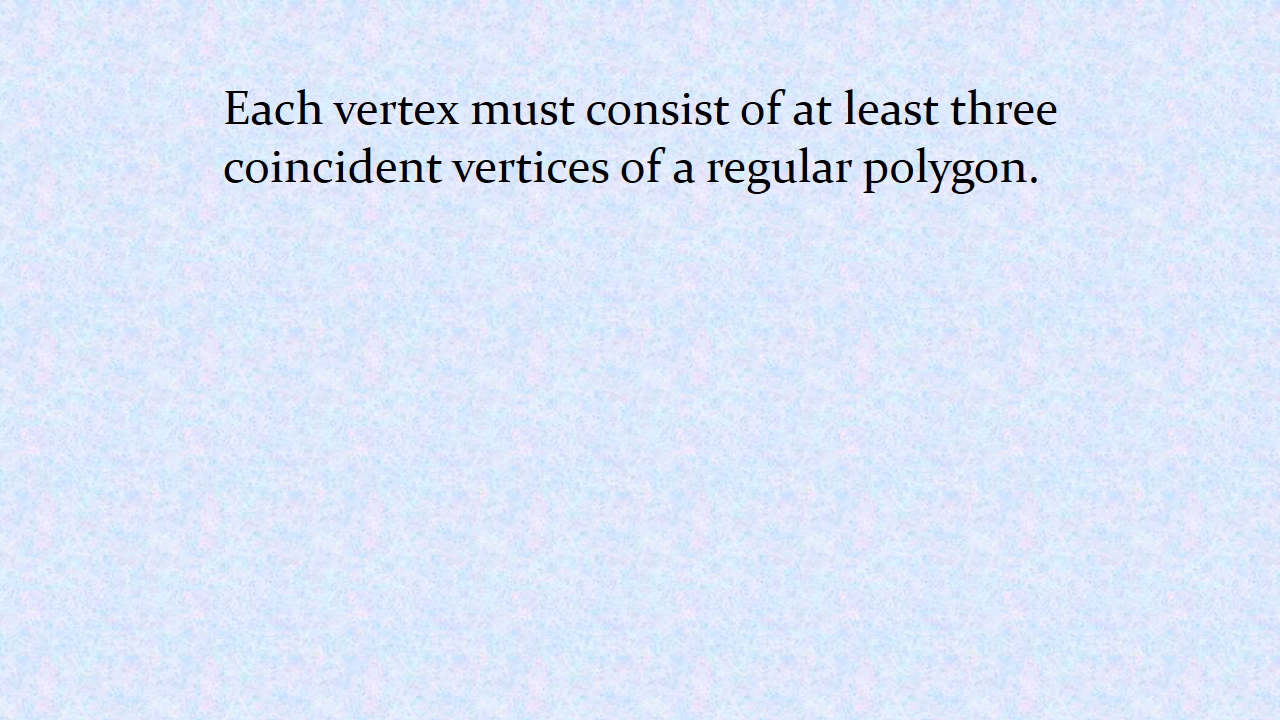 Each vertex must consist of at least three
coincident vertices of a regular polygon.